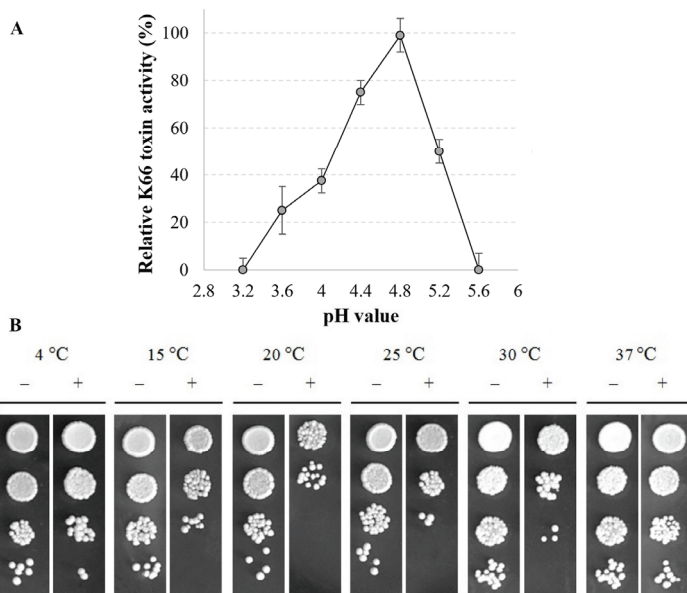 A
Relative K66 toxin activity (%)
100
80
60
40
20
0
2.8 3.2 3.6 4 4.4 4.8 5.2 5.6 6
pH value
B
4 °C 15 °C 20 °C 25 °C 30 °C 37 °C
− + − + − + − + − + − +